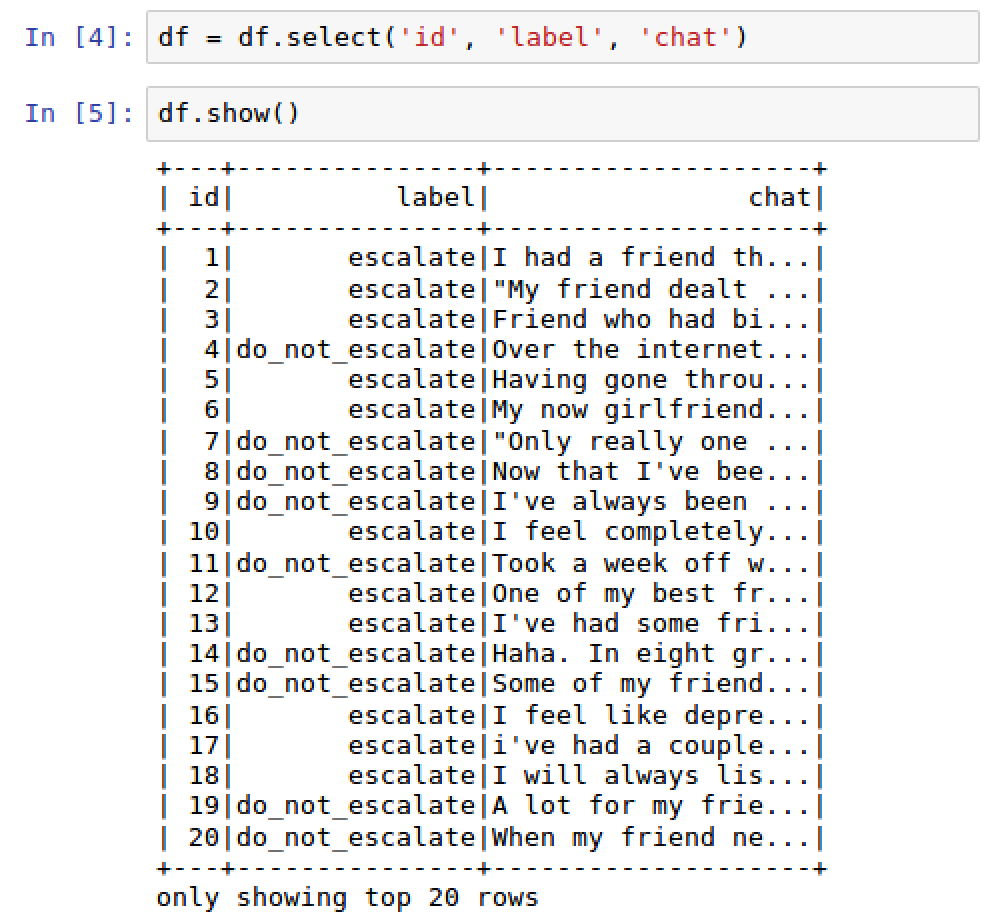 In [4]: df = df.select('id', 'label', 'chat')
In [5]: df.show()
+---+---------------+--------------------+
| id|          label|                chat|
+---+---------------+--------------------+
|  1|       escalate|I had a friend th...|
|  2|       escalate|"My friend dealt ...|
|  3|       escalate|Friend who had bi...|
|  4|do_not_escalate|Over the internet...|
|  5|       escalate|Having gone throu...|
|  6|       escalate|My now girlfriend...|
|  7|do_not_escalate|"Only really one ...|
|  8|do_not_escalate|Now that I've bee...|
|  9|do_not_escalate|I've always been ...|
| 10|       escalate|I feel completely...|
| 11|do_not_escalate|Took a week off w...|
| 12|       escalate|One of my best fr...|
| 13|       escalate|I've had some fri...|
| 14|do_not_escalate|Haha. In eight gr...|
| 15|do_not_escalate|Some of my friend...|
| 16|       escalate|I feel like depre...|
| 17|       escalate|i've had a couple...|
| 18|       escalate|I will always lis...|
| 19|do_not_escalate|A lot for my frie...|
| 20|do_not_escalate|When my friend ne...|
+---+---------------+--------------------+
only showing top 20 rows